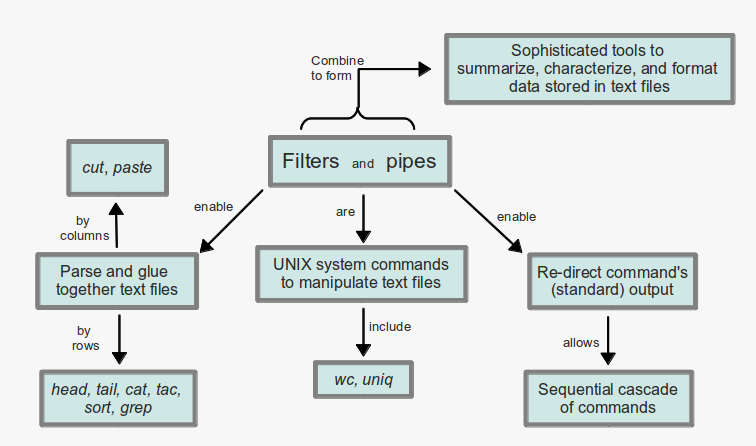 Combine
to form
Sophisticated tools to
summarize, characterize, and format
data stored in text files
Filters and pipes
cut, paste
enable
are
enable
by
columns
Parse and glue
together text files
UNIX system commands
to manipulate text files
Re-direct command's
(standard) output
by
rows
include
allows
head, tail, cat, tac,
sort, grep
wc, uniq
Sequential cascade
of commands